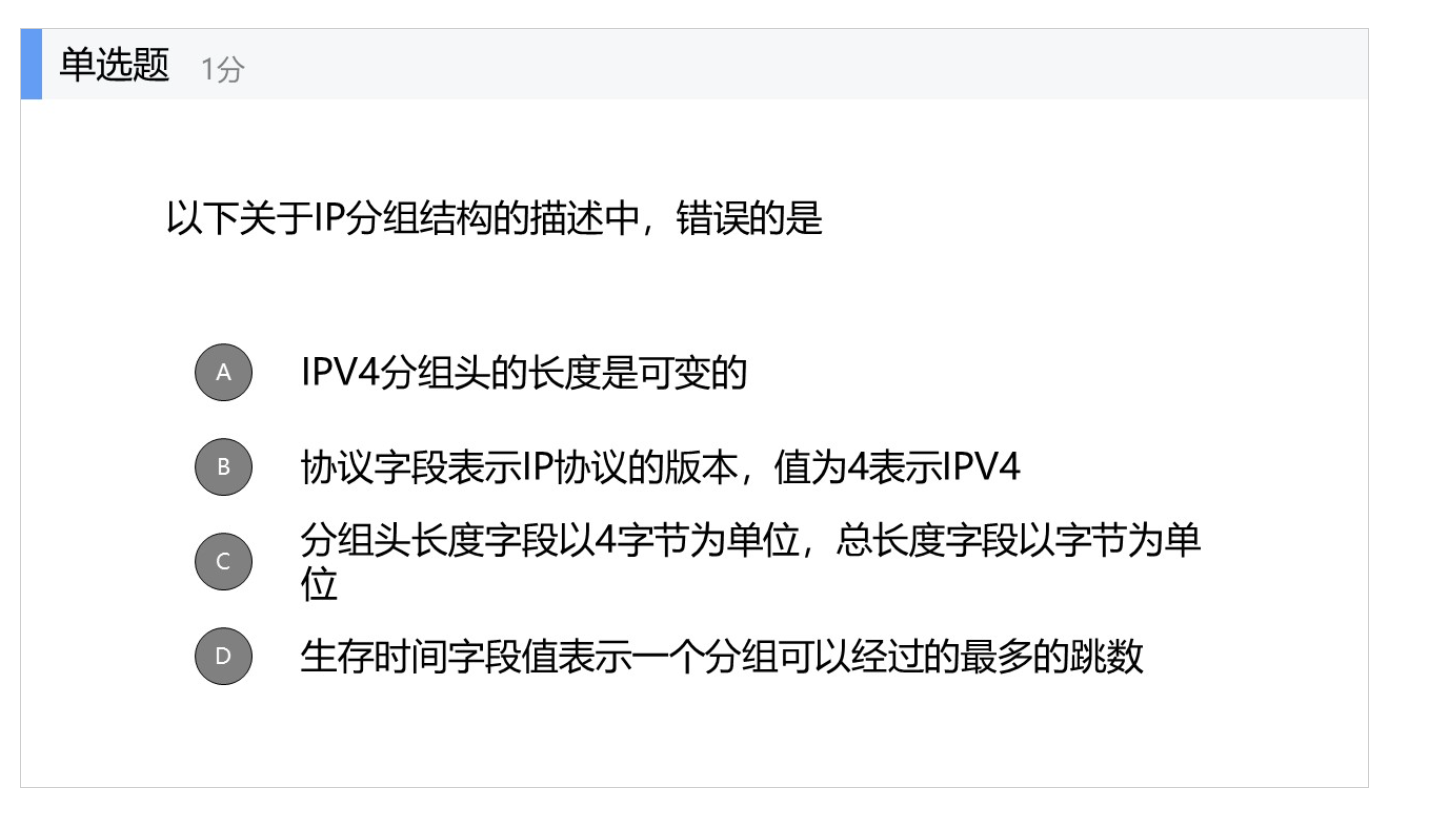 单选题 1分
以下关于IP分组结构的描述中，错误的是
A IPV4分组头的长度是可变的
B 协议字段表示IP协议的版本，值为4表示IPV4
C 分组头长度字段以4字节为单位，总长度字段以字节为单
位
D 生存时间字段值表示一个分组可以经过的最多的跳数